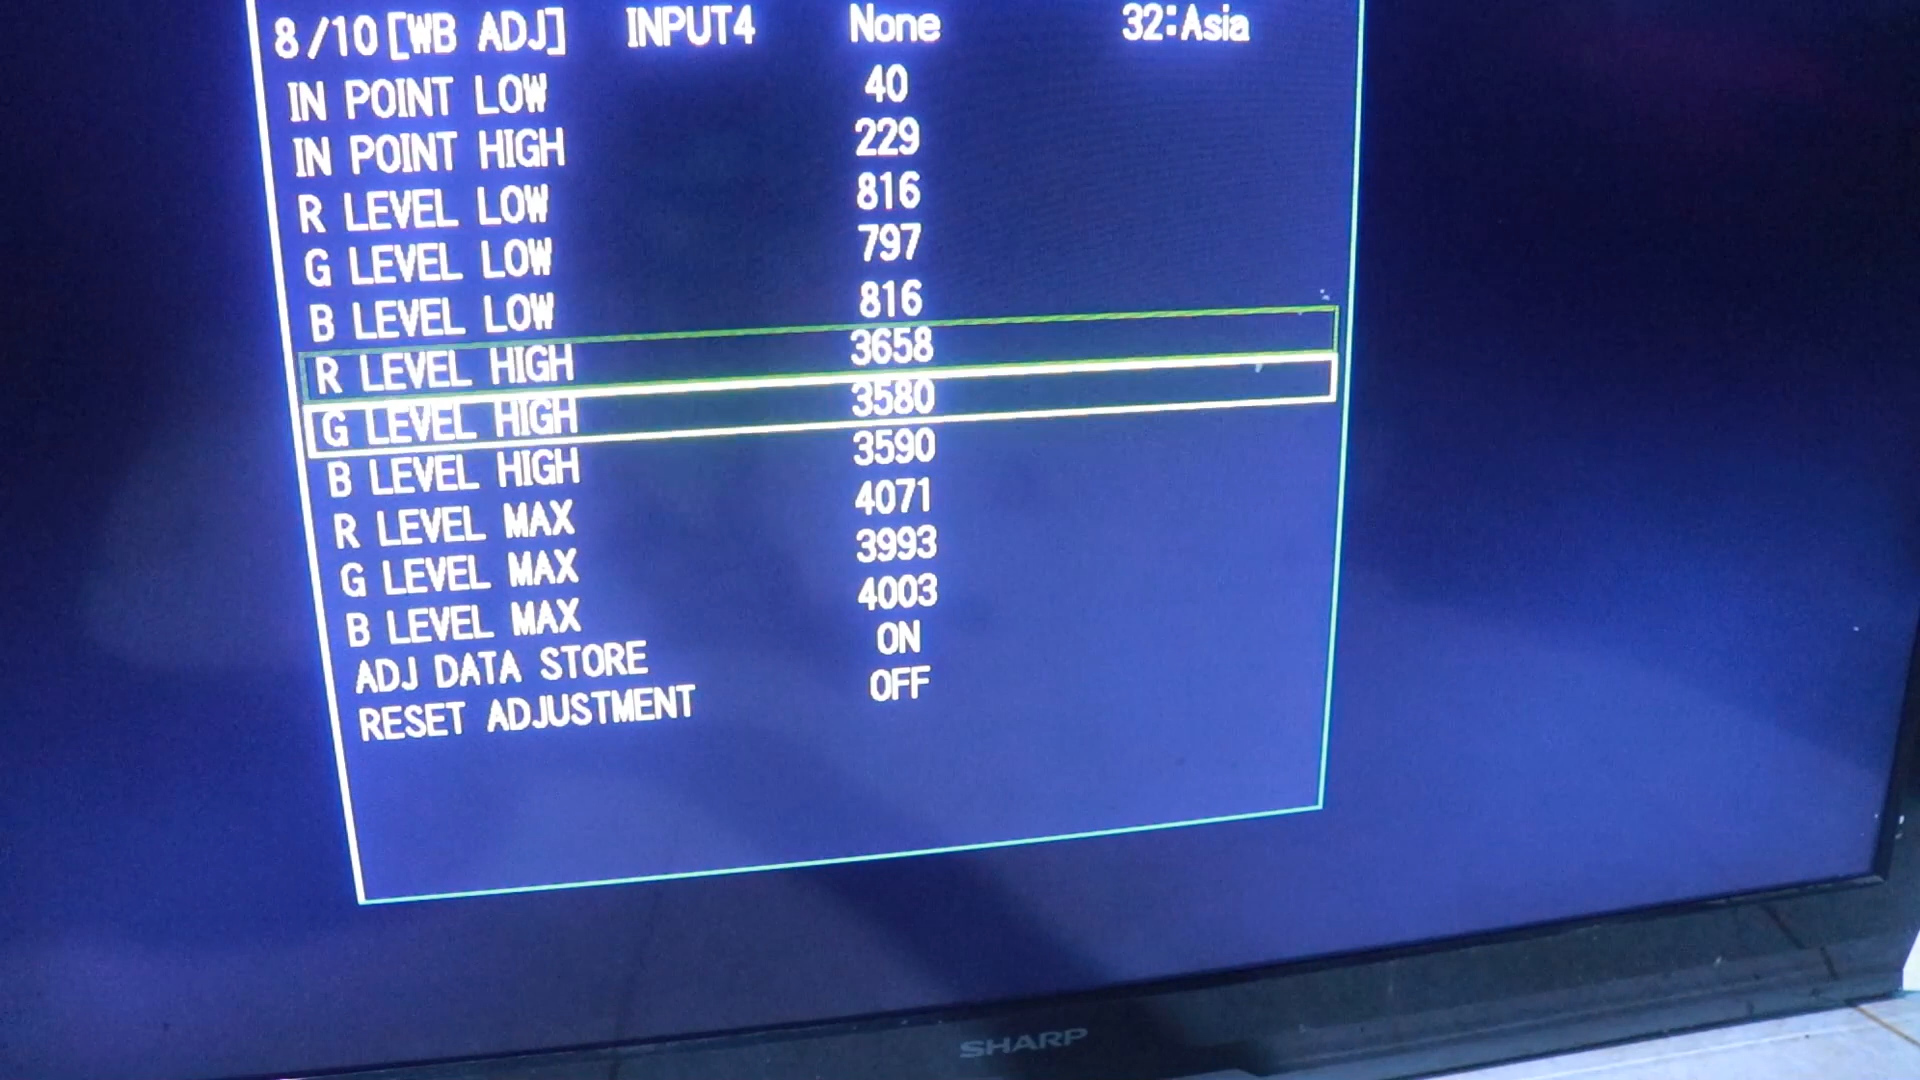 8/10[WB ADJ] INPUT4 None 32:Asia
IN POINT LOW 40
IN POINT HIGH 229
R LEVEL LOW 816
G LEVEL LOW 797
B LEVEL LOW 816
R LEVEL HIGH 3658
G LEVEL HIGH 3580
B LEVEL HIGH 3590
R LEVEL MAX 4071
G LEVEL MAX 3993
B LEVEL MAX 4003
ADJ DATA STORE ON
RESET ADJUSTMENT OFF
SHARP